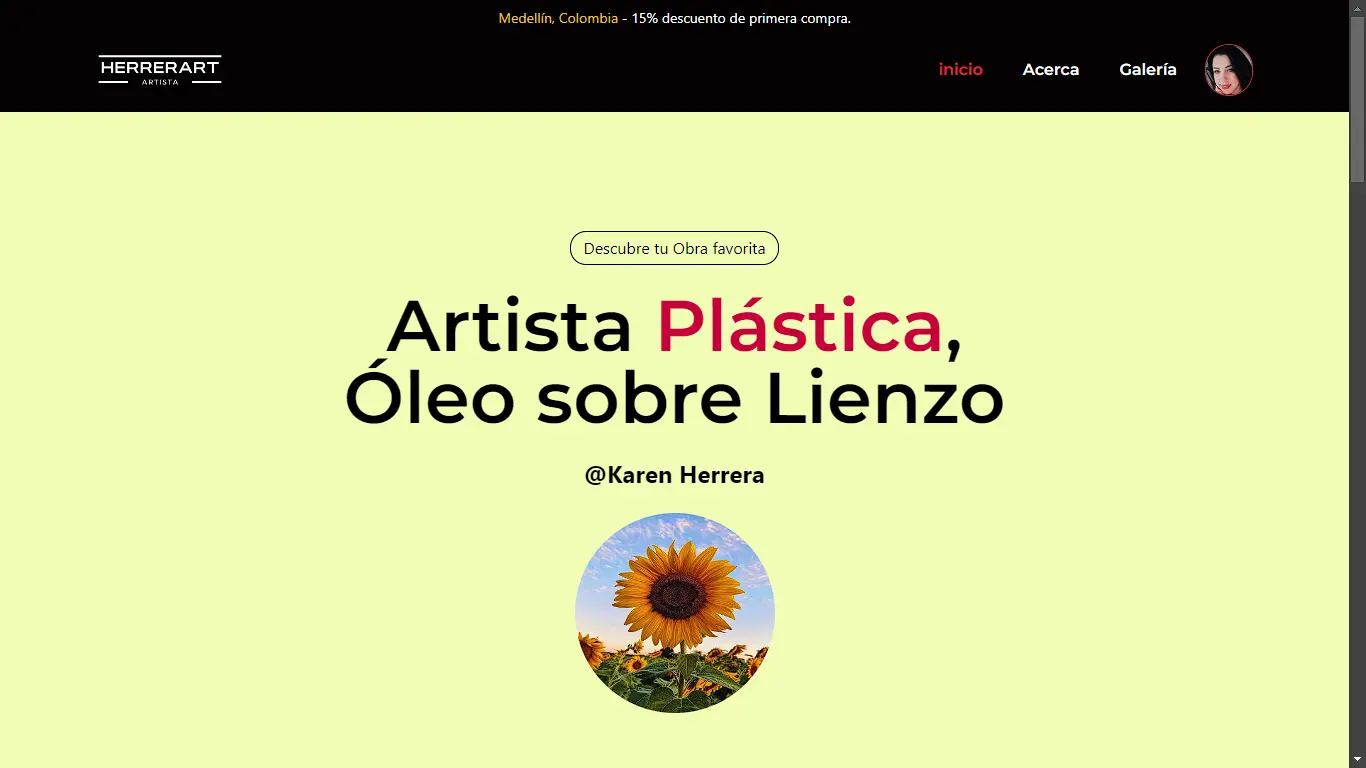 Medellín, Colombia - 15% descuento de primera compra.
HERRERART
ARTISTA
inicio Acerca Galería
Descubre tu Obra favorita
Artista Plástica,
Óleo sobre Lienzo
@Karen Herrera